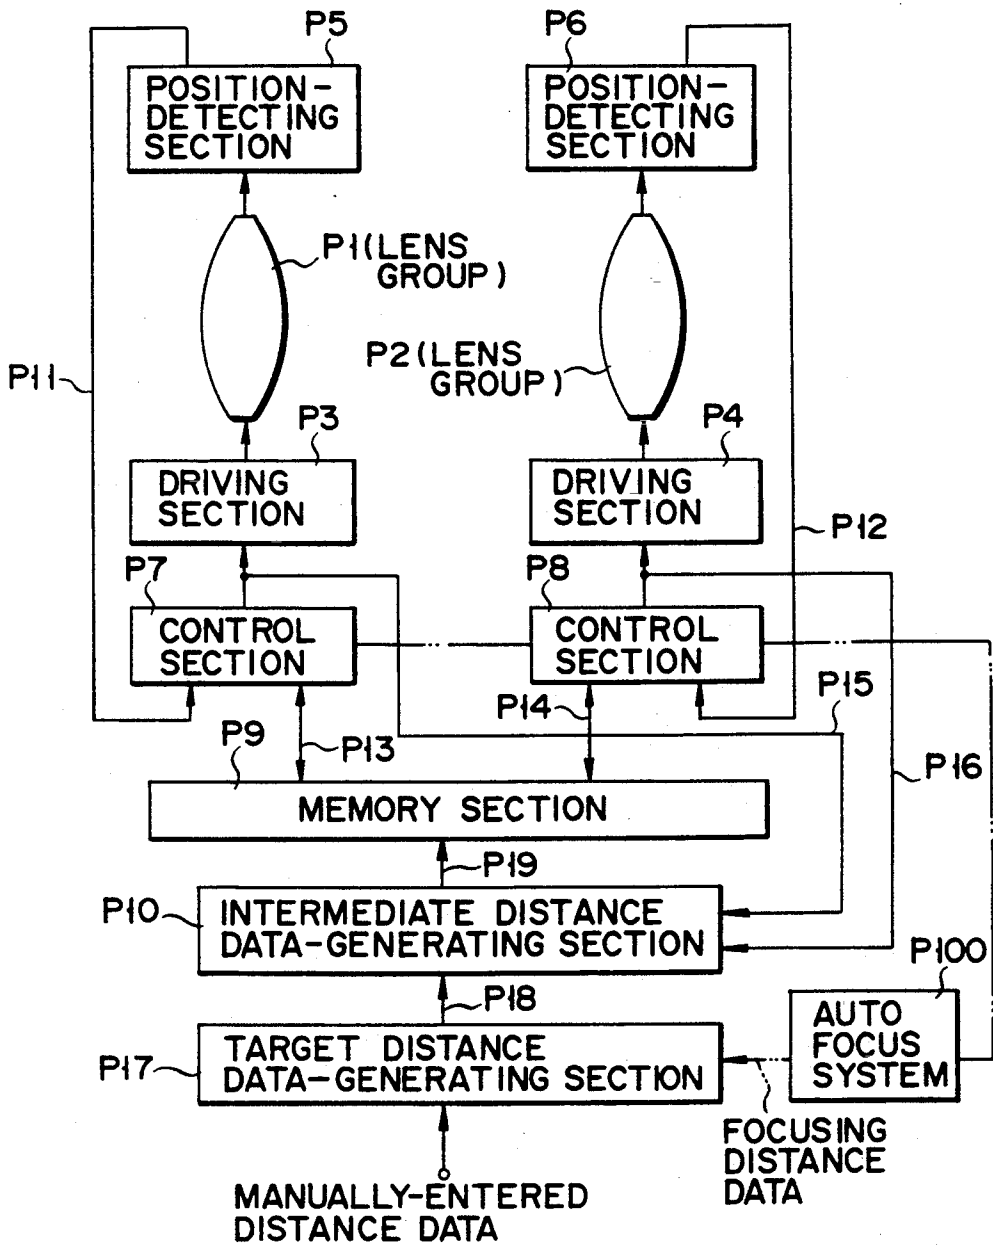 P5
P6
POSITION-
DETECTING
SECTION
POSITION-
DETECTING
SECTION
P1(LENS
GROUP)
P2(LENS
GROUP)
P11
P3
P4
DRIVING
SECTION
DRIVING
SECTION
P12
P7
P8
CONTROL
SECTION
CONTROL
SECTION
P14
P15
P9
P13
P16
MEMORY SECTION
P19
P10
INTERMEDIATE DISTANCE
DATA-GENERATING SECTION
P100
P18
P17
TARGET DISTANCE
DATA-GENERATING SECTION
AUTO
FOCUS
SYSTEM
FOCUSING
DISTANCE
DATA
MANUALLY-ENTERED
DISTANCE DATA